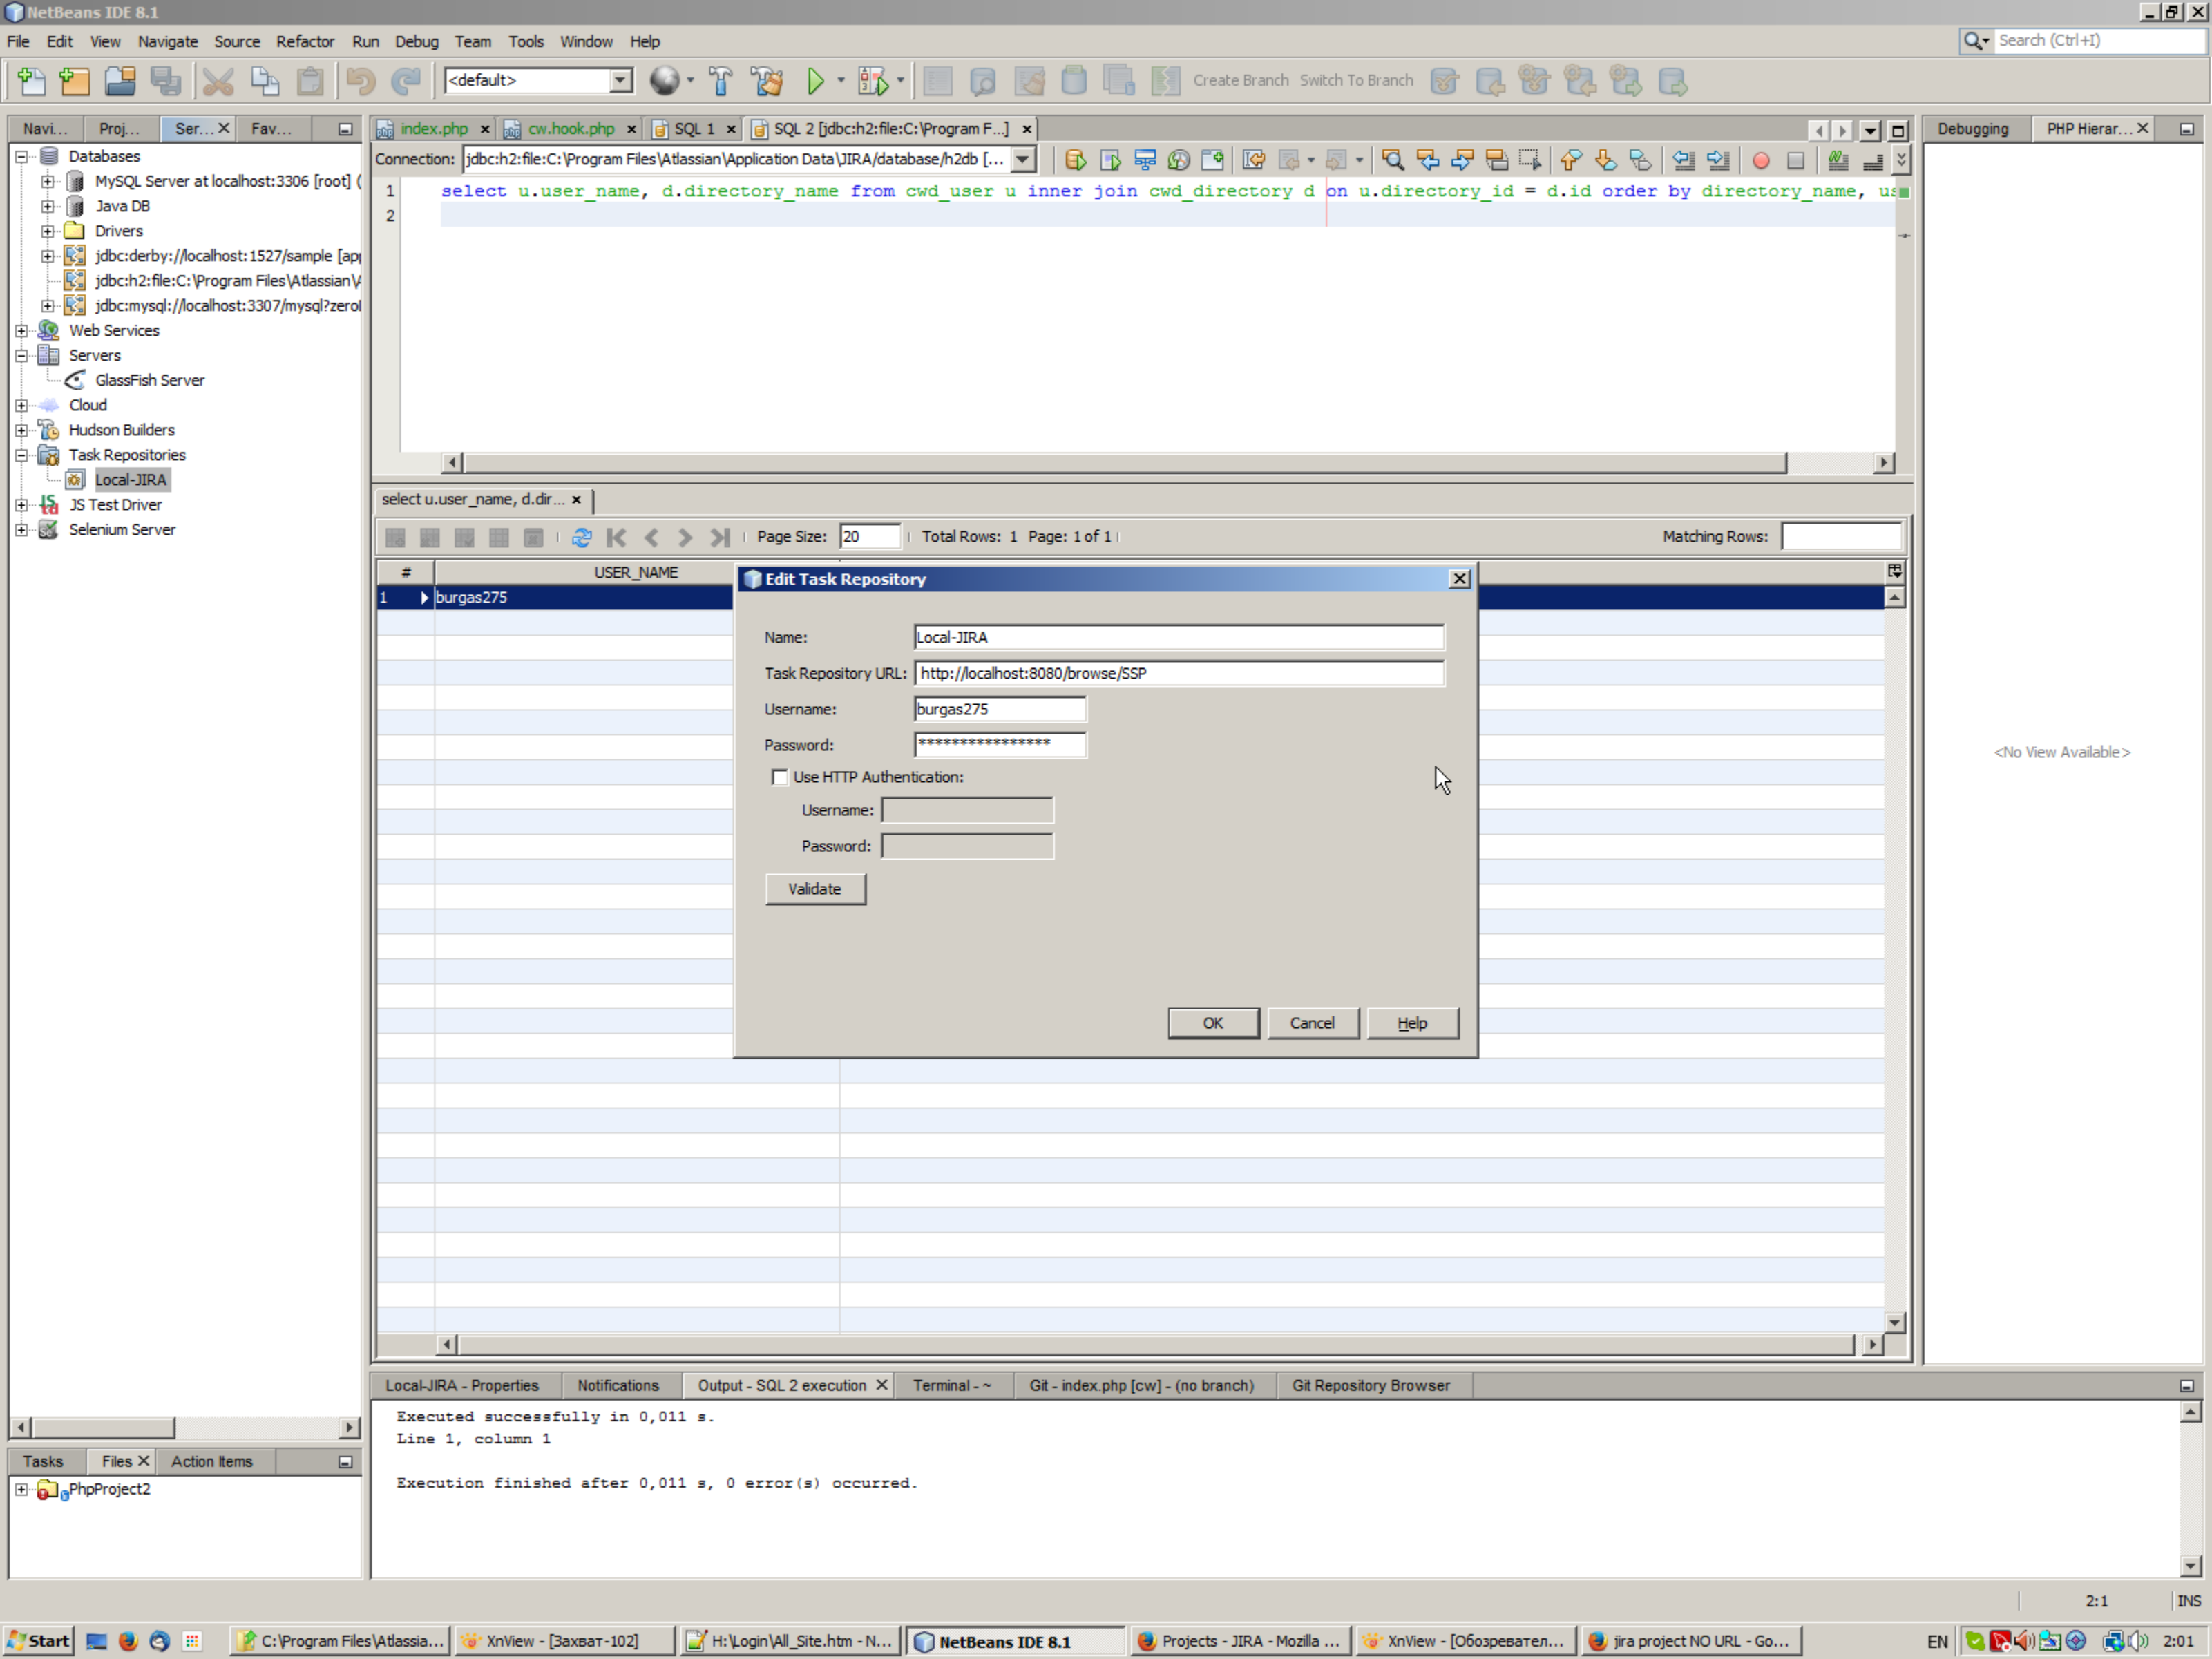 NetBeans IDE 8.1
File Edit View Navigate Source Refactor Run Debug Team Tools Window Help
Search (Ctrl+I)
<default>
Create Branch Switch To Branch
Navi... Proj... Ser... Fav...
index.php cw.hook.php SQL 1 SQL 2 [jdbc:h2:file:C:\Program F...]
Debugging PHP Hierar...
Connection: jdbc:h2:file:C:\Program Files\Atlassian\Application Data\JIRA/database/h2db [...
1 select u.user_name, d.directory_name from cwd_user u inner join cwd_directory d on u.directory_id = d.id order by directory_name, us
2
Databases
MySQL Server at localhost:3306 [root] (
Java DB
Drivers
jdbc:derby://localhost:1527/sample [app
jdbc:h2:file:C:\Program Files\Atlassian\A
jdbc:mysql://localhost:3307/mysql?zeroI
Web Services
Servers
GlassFish Server
Cloud
Hudson Builders
Task Repositories
Local-JIRA
JS Test Driver
Selenium Server
select u.user_name, d.dir...
Page Size: 20 Total Rows: 1 Page: 1 of 1 Matching Rows:
# USER_NAME
1 burgas275
Edit Task Repository
Name: Local-JIRA
Task Repository URL: http://localhost:8080/browse/SSP
Username: burgas275
Password: ****************
Use HTTP Authentication:
Username:
Password:
Validate
OK Cancel Help
<No View Available>
Local-JIRA - Properties Notifications Output - SQL 2 execution Terminal - ~ Git - index.php [cw] - (no branch) Git Repository Browser
Executed successfully in 0,011 s.
Line 1, column 1
Execution finished after 0,011 s, 0 error(s) occurred.
Tasks Files Action Items
PhpProject2
2:1 INS
Start C:\Program Files\Atlassia... XnView - [Захват-102] H:\Login\All_Site.htm - N... NetBeans IDE 8.1 Projects - JIRA - Mozilla ... XnView - [Обозревател... jira project NO URL - Go... EN 2:01